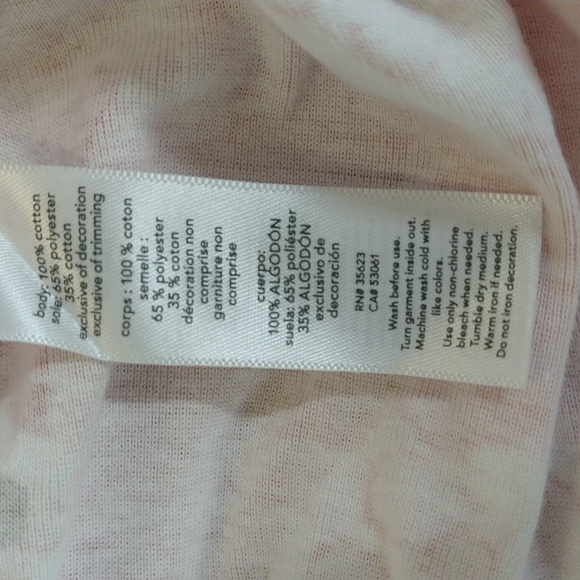 body: 100% cotton
sole: 65% polyester
35% cotton
exclusive of decoration
exclusive of trimming
corps : 100 % coton
semelle :
65 % polyester
35 % coton
décoration non
comprise
garniture non
comprise
cuerpo:
100% ALGODÓN
suela: 65% poliéster
35% ALGODÓN
exclusivo de
decoración
RN# 35623
CA# 53061
Wash before use.
Turn garment inside out.
Machine wash cold with
like colors.
Use only non-chlorine
bleach when needed.
Tumble dry medium.
Warm iron if needed.
Do not iron decoration.